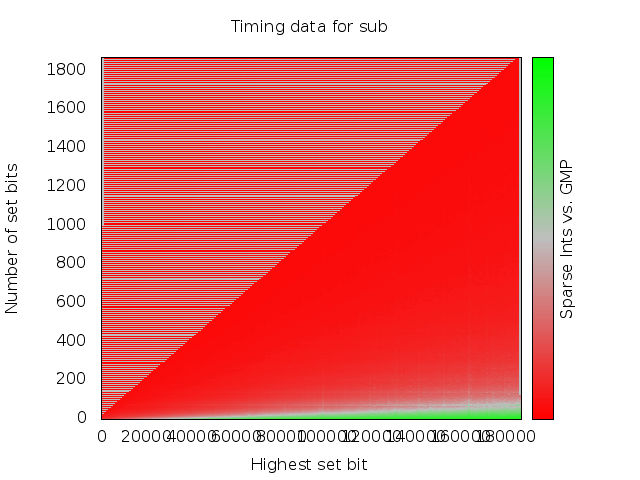 Timing data for sub
1800
1600
1400
1200
1000
800
600
400
200
0
Number of set bits
0 20000 40000 60000 80000 100000 120000 140000 160000 180000
Highest set bit
Sparse Ints vs. GMP